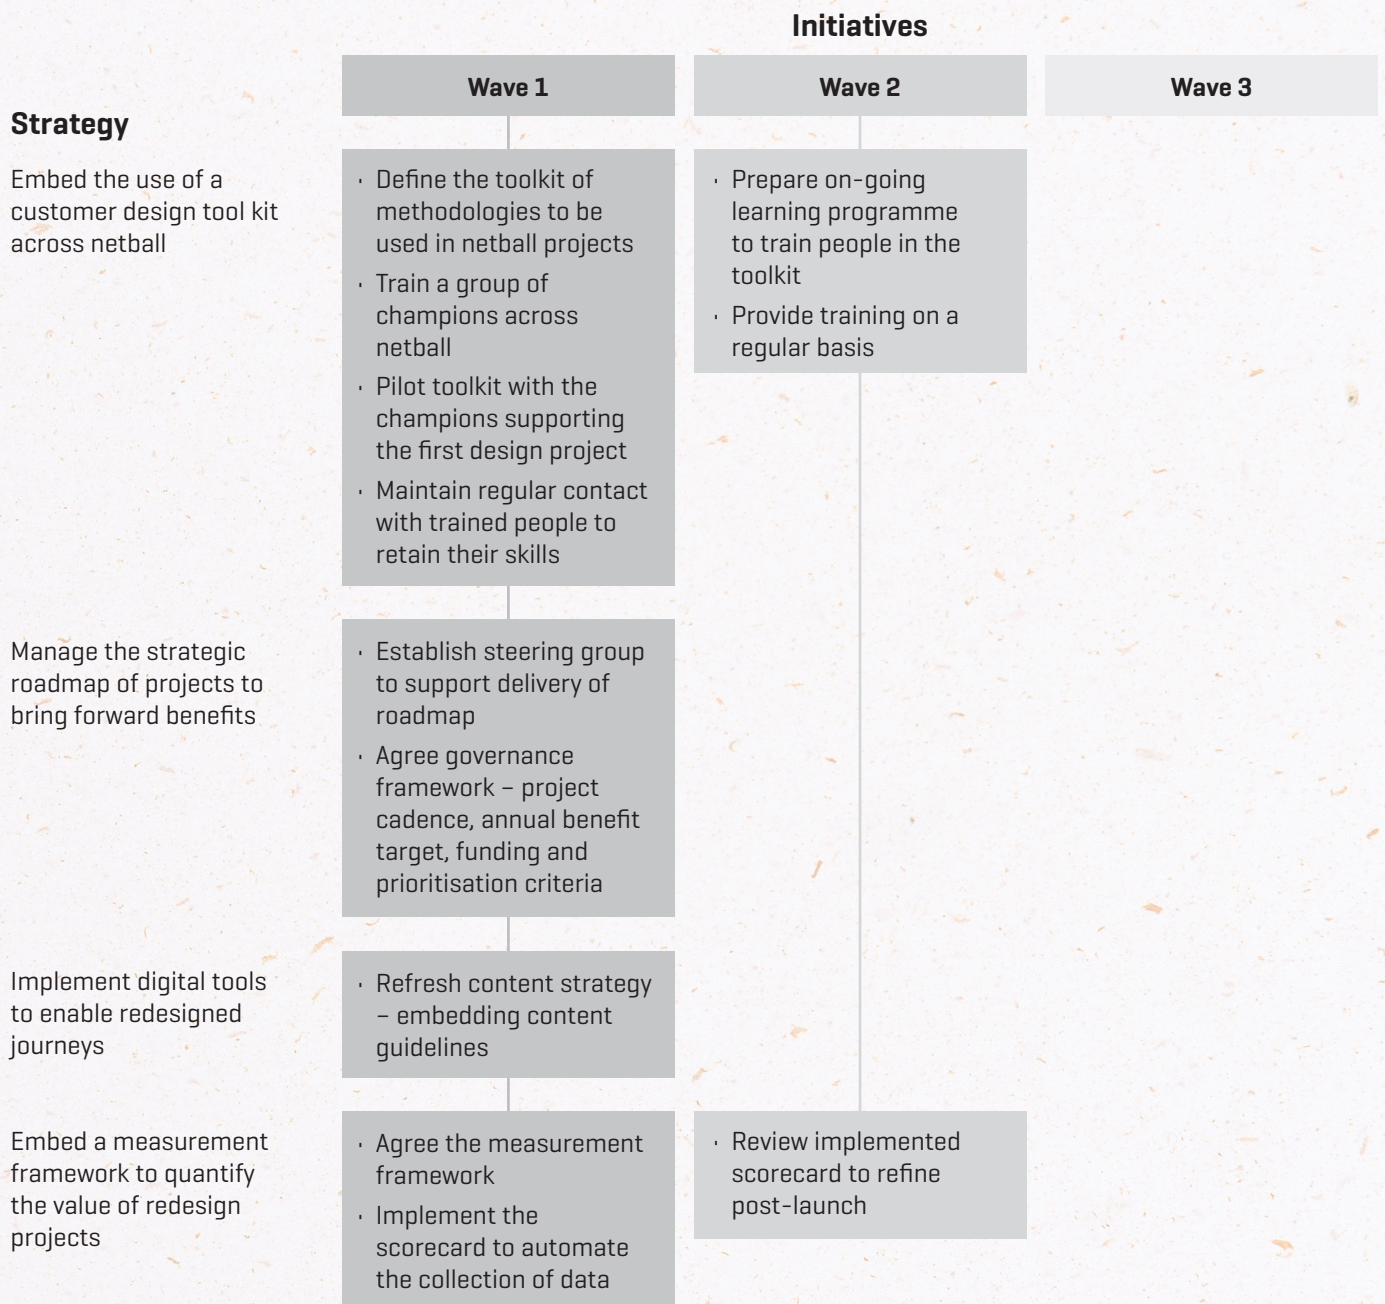 Initiatives
Wave 1
Wave 2
Wave 3
Strategy
Embed the use of a
customer design tool kit
across netball
· Define the toolkit of
methodologies to be
used in netball projects
· Train a group of
champions across
netball
· Pilot toolkit with the
champions supporting
the first design project
· Maintain regular contact
with trained people to
retain their skills
· Prepare on-going
learning programme
to train people in the
toolkit
· Provide training on a
regular basis
Manage the strategic
roadmap of projects to
bring forward benefits
· Establish steering group
to support delivery of
roadmap
· Agree governance
framework – project
cadence, annual benefit
target, funding and
prioritisation criteria
Implement digital tools
to enable redesigned
journeys
· Refresh content strategy
– embedding content
guidelines
Embed a measurement
framework to quantify
the value of redesign
projects
· Agree the measurement
framework
· Implement the
scorecard to automate
the collection of data
· Review implemented
scorecard to refine
post-launch